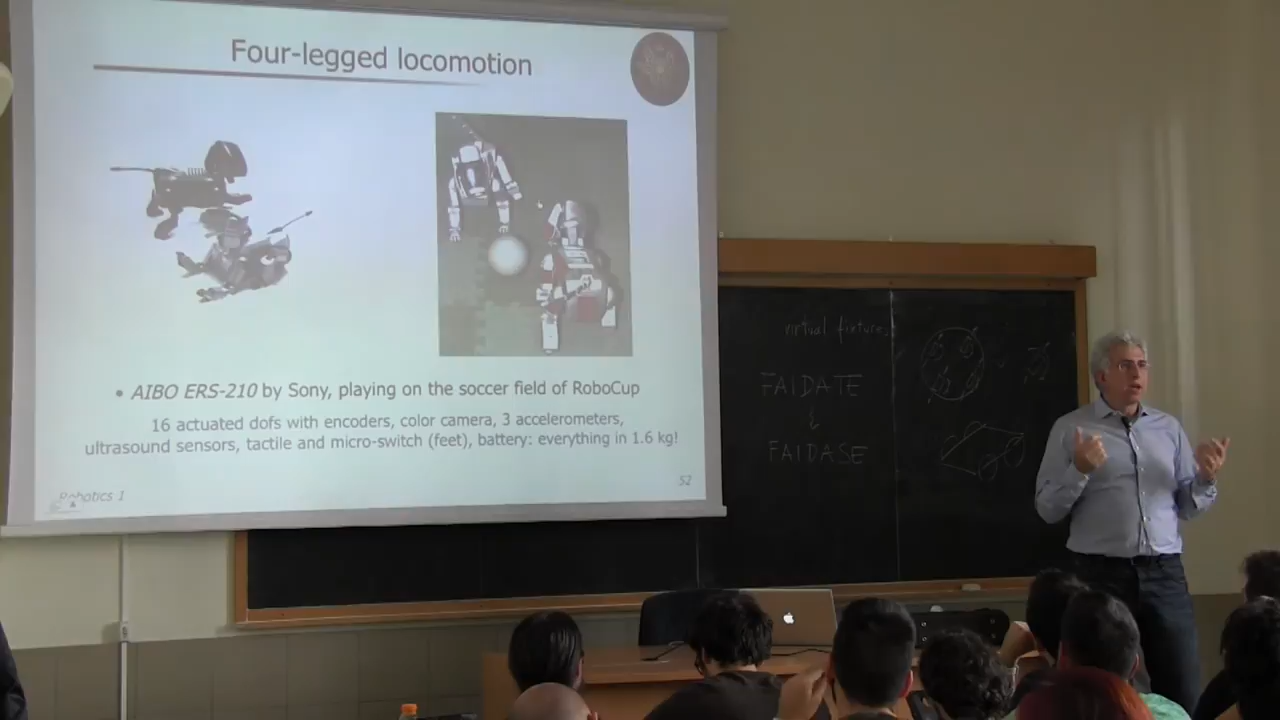 Four-legged locomotion
• AIBO ERS-210 by Sony, playing on the soccer field of RoboCup
16 actuated dofs with encoders, color camera, 3 accelerometers,
ultrasound sensors, tactile and micro-switch (feet), battery: everything in 1.6 kg!
Robotics 1
52
virtual fixtures
FAIDATE
&
FAIDASE